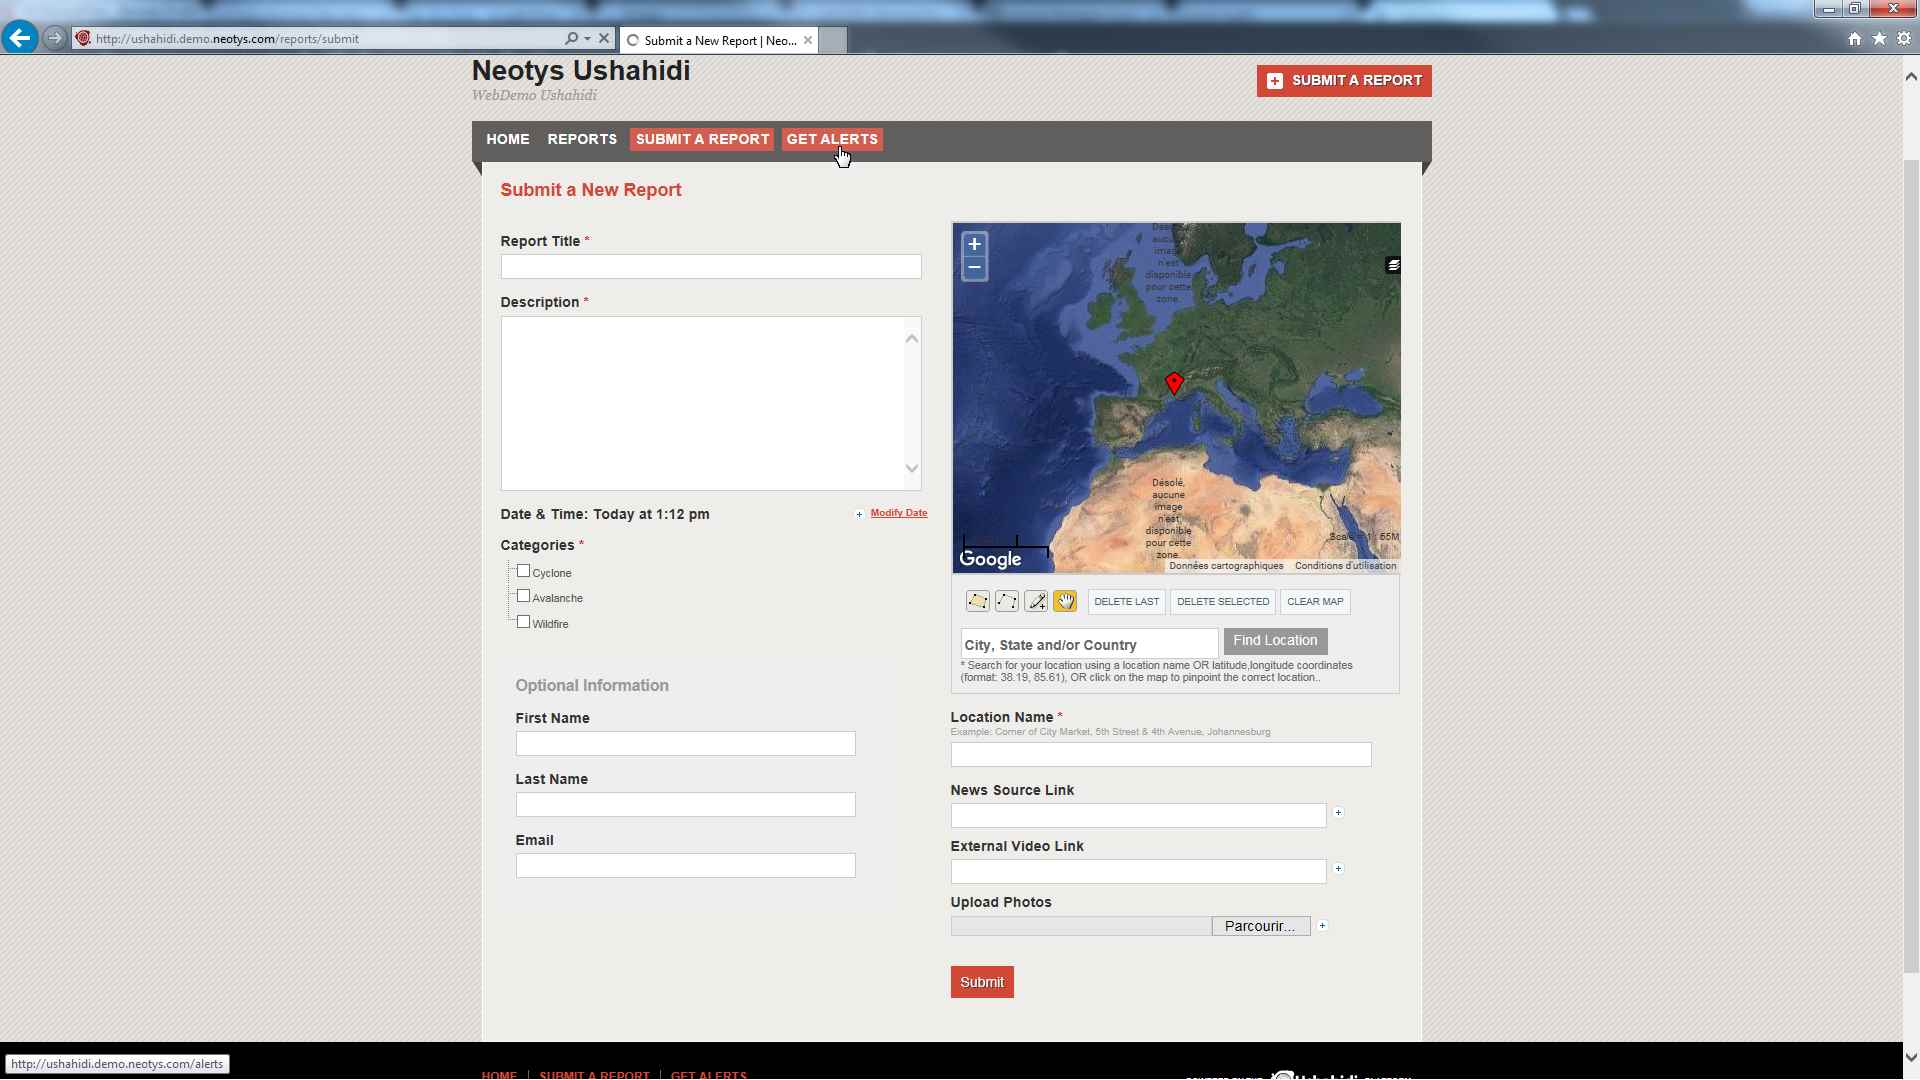 http://ushahidi.demo.neotys.com/reports/submit
Submit a New Report | Neo...
Neotys Ushahidi
WebDemo Ushahidi
SUBMIT A REPORT
HOME REPORTS SUBMIT A REPORT GET ALERTS
Submit a New Report
Report Title *
Description *
Date & Time: Today at 1:12 pm
Modify Date
Categories *
Cyclone
Avalanche
Wildfire
Optional Information
First Name
Last Name
Email
+
−
Désolé,
aucune
image
n'est
disponible
pour cette
zone.
Désolé,
aucune
image
n'est
disponible
pour cette
zone.
Scale = 1 : 55M
Google
Données cartographiques Conditions d'utilisation
DELETE LAST DELETE SELECTED CLEAR MAP
City, State and/or Country
Find Location
* Search for your location using a location name OR latitude,longitude coordinates
(format: 38.19, 85.61), OR click on the map to pinpoint the correct location..
Location Name *
Example: Corner of City Market, 5th Street & 4th Avenue, Johannesburg
News Source Link
External Video Link
Upload Photos
Parcourir...
Submit
http://ushahidi.demo.neotys.com/alerts
HOME SUBMIT A REPORT GET ALERTS